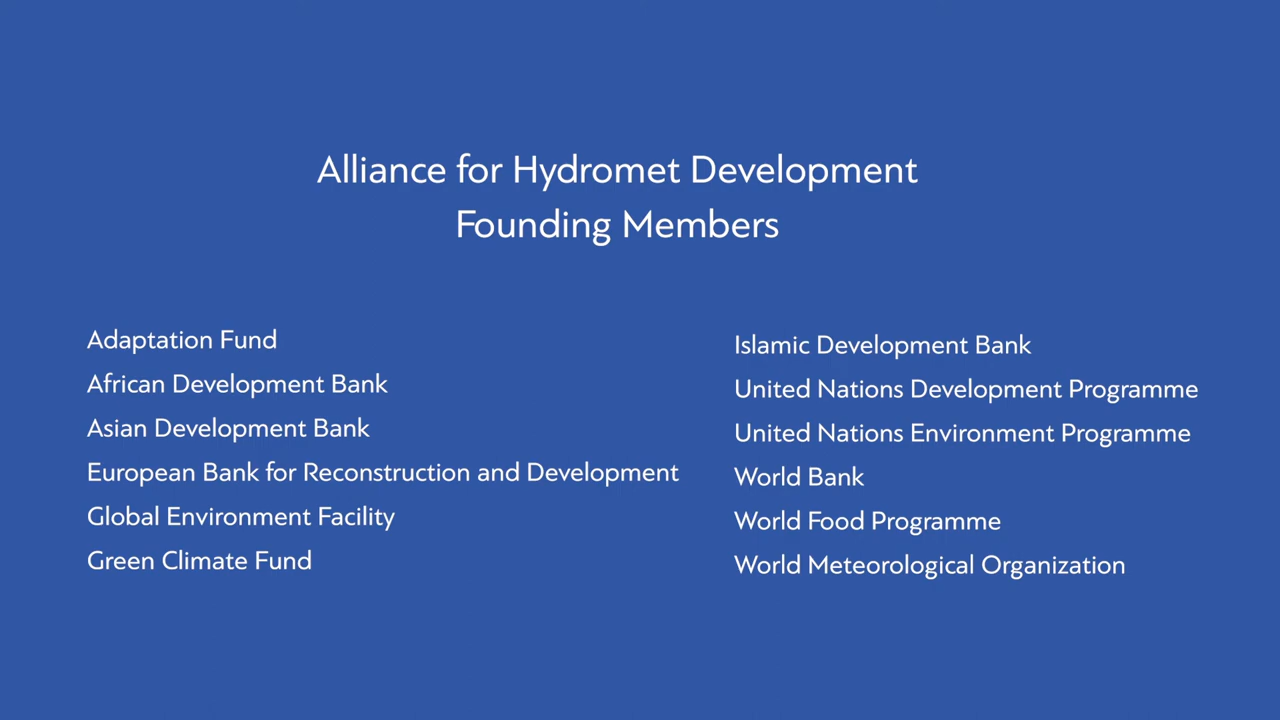 Alliance for Hydromet Development
Founding Members
Adaptation Fund
African Development Bank
Asian Development Bank
European Bank for Reconstruction and Development
Global Environment Facility
Green Climate Fund
Islamic Development Bank
United Nations Development Programme
United Nations Environment Programme
World Bank
World Food Programme
World Meteorological Organization